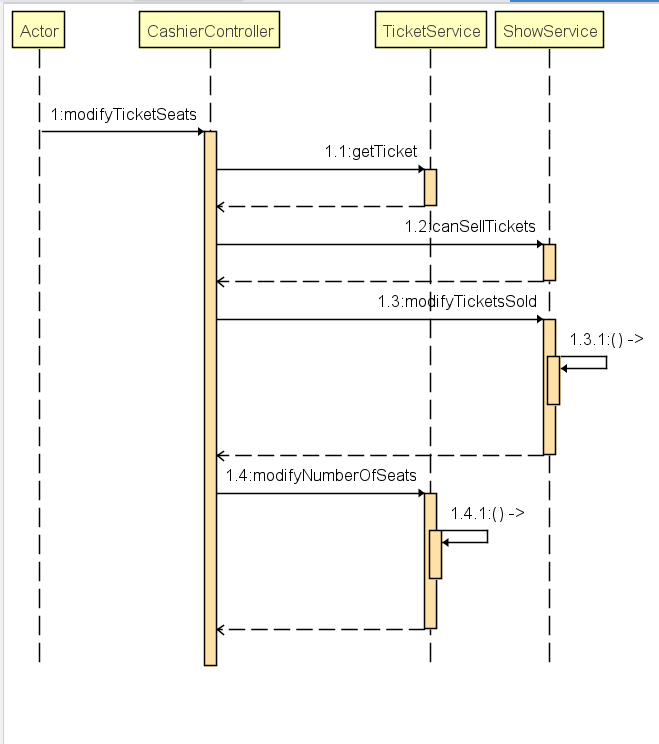 Actor
CashierController
TicketService
ShowService
1:modifyTicketSeats
1.1:getTicket
1.2:canSellTickets
1.3:modifyTicketsSold
1.3.1:() ->
1.4:modifyNumberOfSeats
1.4.1:() ->